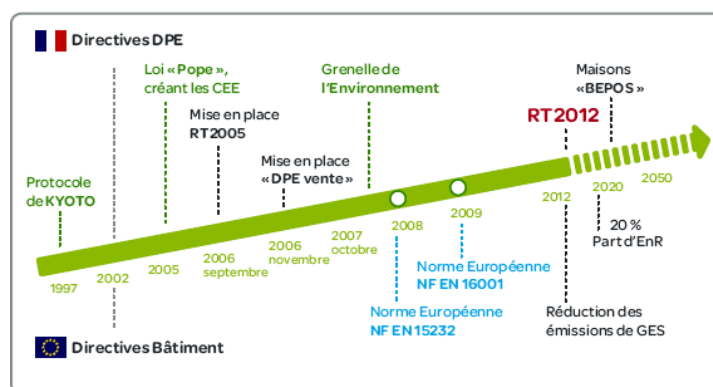 Directives DPE
Loi «Pope»,
créant les CEE
Grenelle de
l'Environnement
Maisons
«BEPOS»
Mise en place
RT2005
RT2012
Mise en place
«DPE vente»
Protocole
de KYOTO
1997
2002
2005
2006
septembre
2006
novembre
2007
octobre
2008
2009
2012
2020
2050
20 %
Part d'EnR
Norme Européenne
NF EN 16001
Norme Européenne
NF EN 15232
Réduction des
émissions de GES
Directives Bâtiment